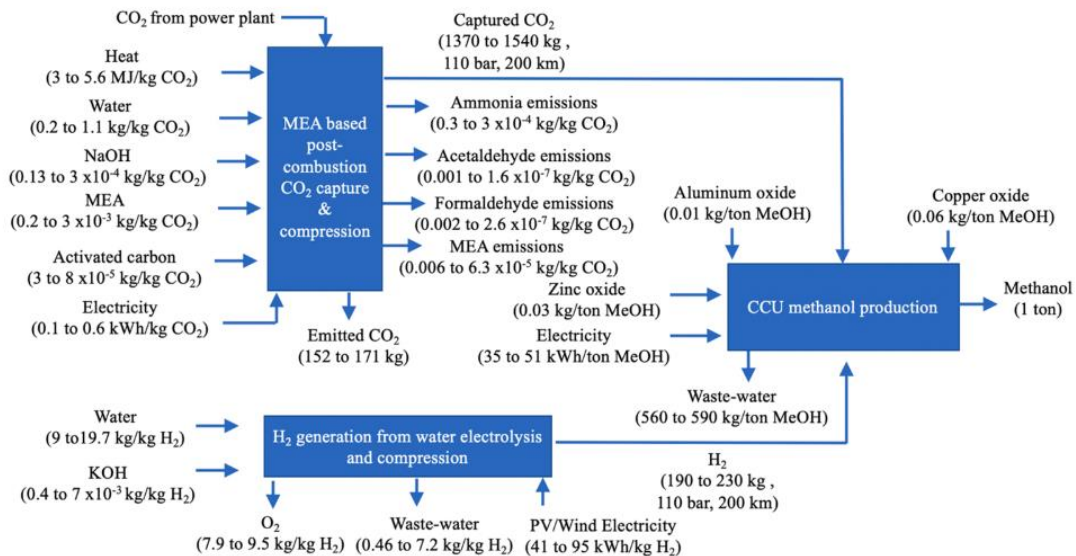 CO₂ from power plant
Heat
(3 to 5.6 MJ/kg CO₂)
Water
(0.2 to 1.1 kg/kg CO₂)
NaOH
(0.13 to 3 x10⁻⁴ kg/kg CO₂)
MEA
(0.2 to 3 x10⁻³ kg/kg CO₂)
Activated carbon
(3 to 8 x10⁻⁵ kg/kg CO₂)
Electricity
(0.1 to 0.6 kWh/kg CO₂)
MEA based
post-
combustion
CO₂ capture
&
compression
Captured CO₂
(1370 to 1540 kg ,
110 bar, 200 km)
Ammonia emissions
(0.3 to 3 x10⁻⁴ kg/kg CO₂)
Acetaldehyde emissions
(0.001 to 1.6 x10⁻⁷ kg/kg CO₂)
Formaldehyde emissions
(0.002 to 2.6 x10⁻⁷ kg/kg CO₂)
MEA emissions
(0.006 to 6.3 x10⁻⁵ kg/kg CO₂)
Emitted CO₂
(152 to 171 kg)
Aluminum oxide
(0.01 kg/ton MeOH)
Copper oxide
(0.06 kg/ton MeOH)
Zinc oxide
(0.03 kg/ton MeOH)
Electricity
(35 to 51 kWh/ton MeOH)
CCU methanol production
Methanol
(1 ton)
Waste-water
(560 to 590 kg/ton MeOH)
Water
(9 to19.7 kg/kg H₂)
KOH
(0.4 to 7 x10⁻³ kg/kg H₂)
H₂ generation from water electrolysis
and compression
H₂
(190 to 230 kg ,
110 bar, 200 km)
O₂
(7.9 to 9.5 kg/kg H₂)
Waste-water
(0.46 to 7.2 kg/kg H₂)
PV/Wind Electricity
(41 to 95 kWh/kg H₂)